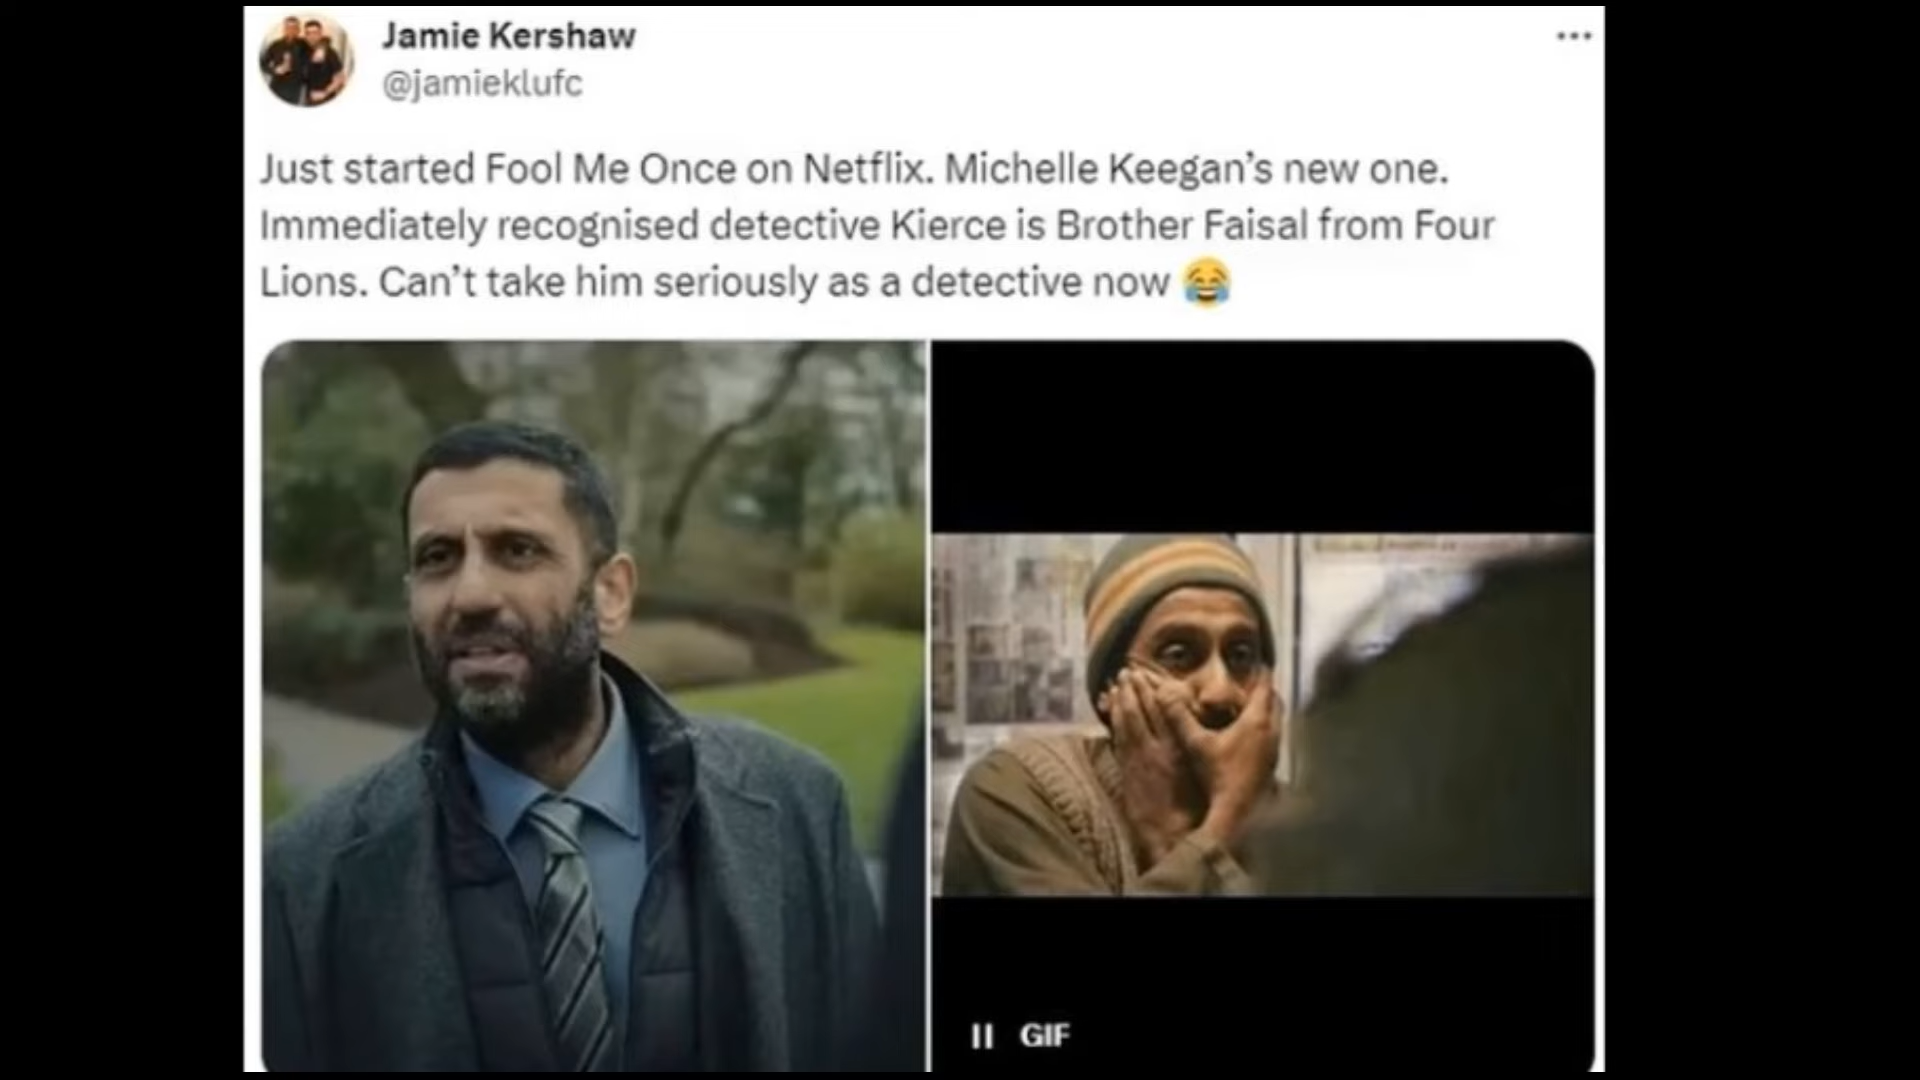 Jamie Kershaw
@jamieklufc
Just started Fool Me Once on Netflix. Michelle Keegan’s new one.
Immediately recognised detective Kierce is Brother Faisal from Four
Lions. Can’t take him seriously as a detective now 😂
GIF